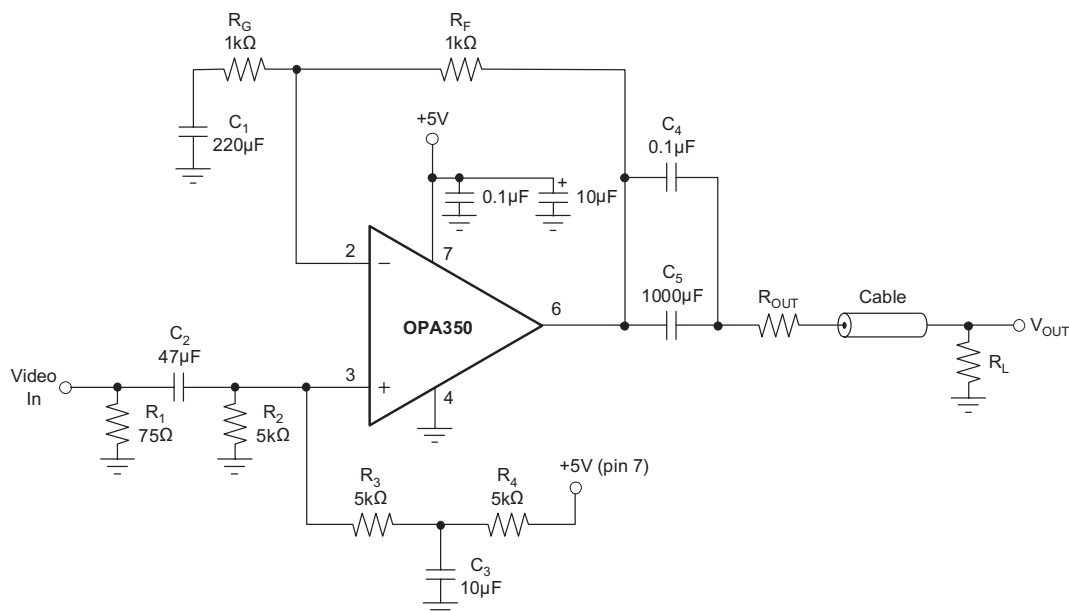 R_G
1kΩ
R_F
1kΩ
C_1
220µF
+5V
0.1µF
+
10µF
C_4
0.1µF
2
−
7
C_5
1000µF
OPA350
6
R_OUT
Cable
V_OUT
R_L
C_2
47µF
Video
In
3
+
4
R_1
75Ω
R_2
5kΩ
R_3
5kΩ
R_4
5kΩ
+5V (pin 7)
C_3
10µF